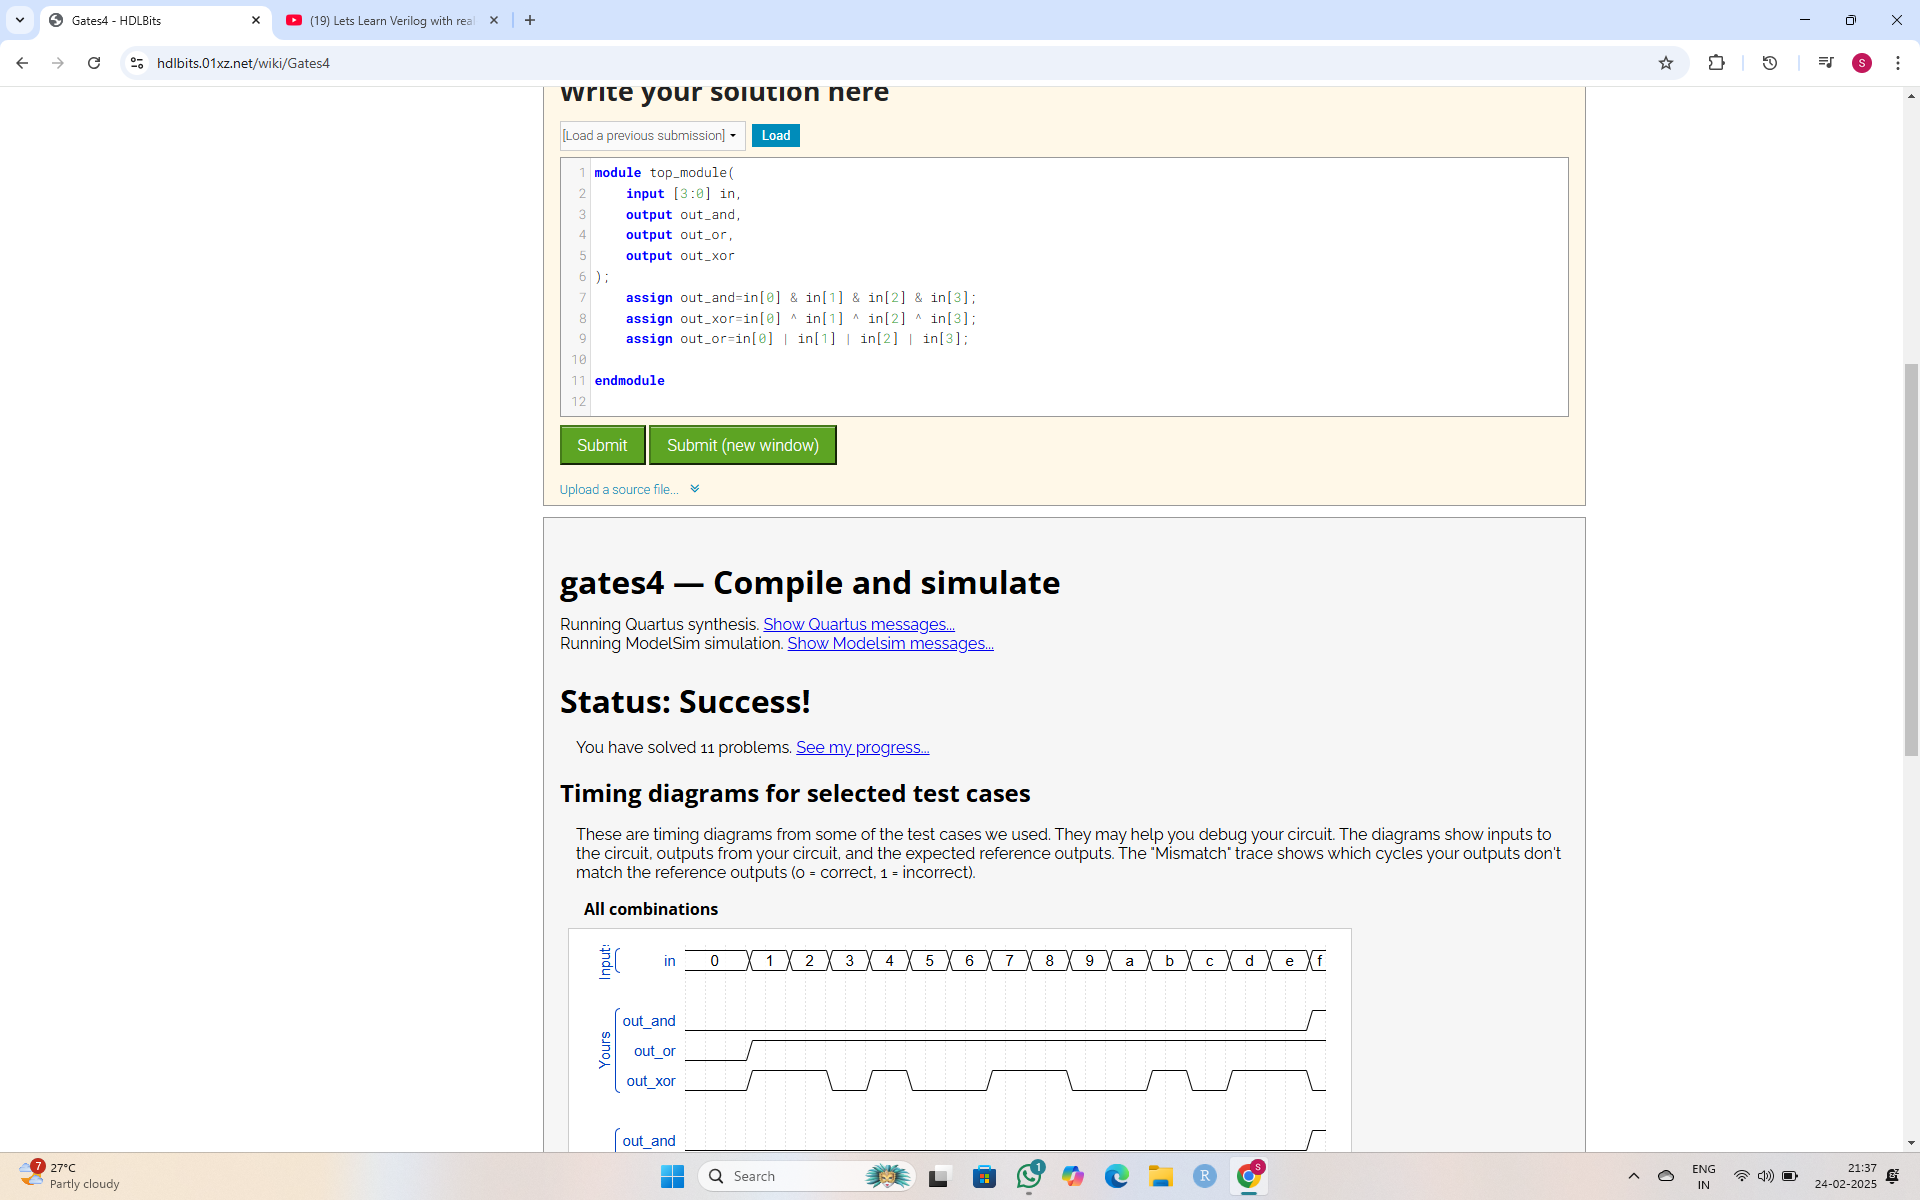 Gates4 - HDLBits
(19) Lets Learn Verilog with rea
hdlbits.01xz.net/wiki/Gates4
S
Write your solution here
[Load a previous submission]
Load
1 module top_module(
2 input [3:0] in,
3 output out_and,
4 output out_or,
5 output out_xor
6 );
7 assign out_and=in[0] & in[1] & in[2] & in[3];
8 assign out_xor=in[0] ^ in[1] ^ in[2] ^ in[3];
9 assign out_or=in[0] | in[1] | in[2] | in[3];
10
11 endmodule
12
Submit
Submit (new window)
Upload a source file...
gates4 — Compile and simulate
Running Quartus synthesis. Show Quartus messages...
Running ModelSim simulation. Show Modelsim messages...
Status: Success!
You have solved 11 problems. See my progress...
Timing diagrams for selected test cases
These are timing diagrams from some of the test cases we used. They may help you debug your circuit. The diagrams show inputs to
the circuit, outputs from your circuit, and the expected reference outputs. The "Mismatch" trace shows which cycles your outputs don't
match the reference outputs (0 = correct, 1 = incorrect).
All combinations
in 0 1 2 3 4 5 6 7 8 9 a b c d e f
Yours
out_and
out_or
out_xor
out_and
7
27°C
Partly cloudy
Search
1
R
S
ENG
IN
21:37
24-02-2025